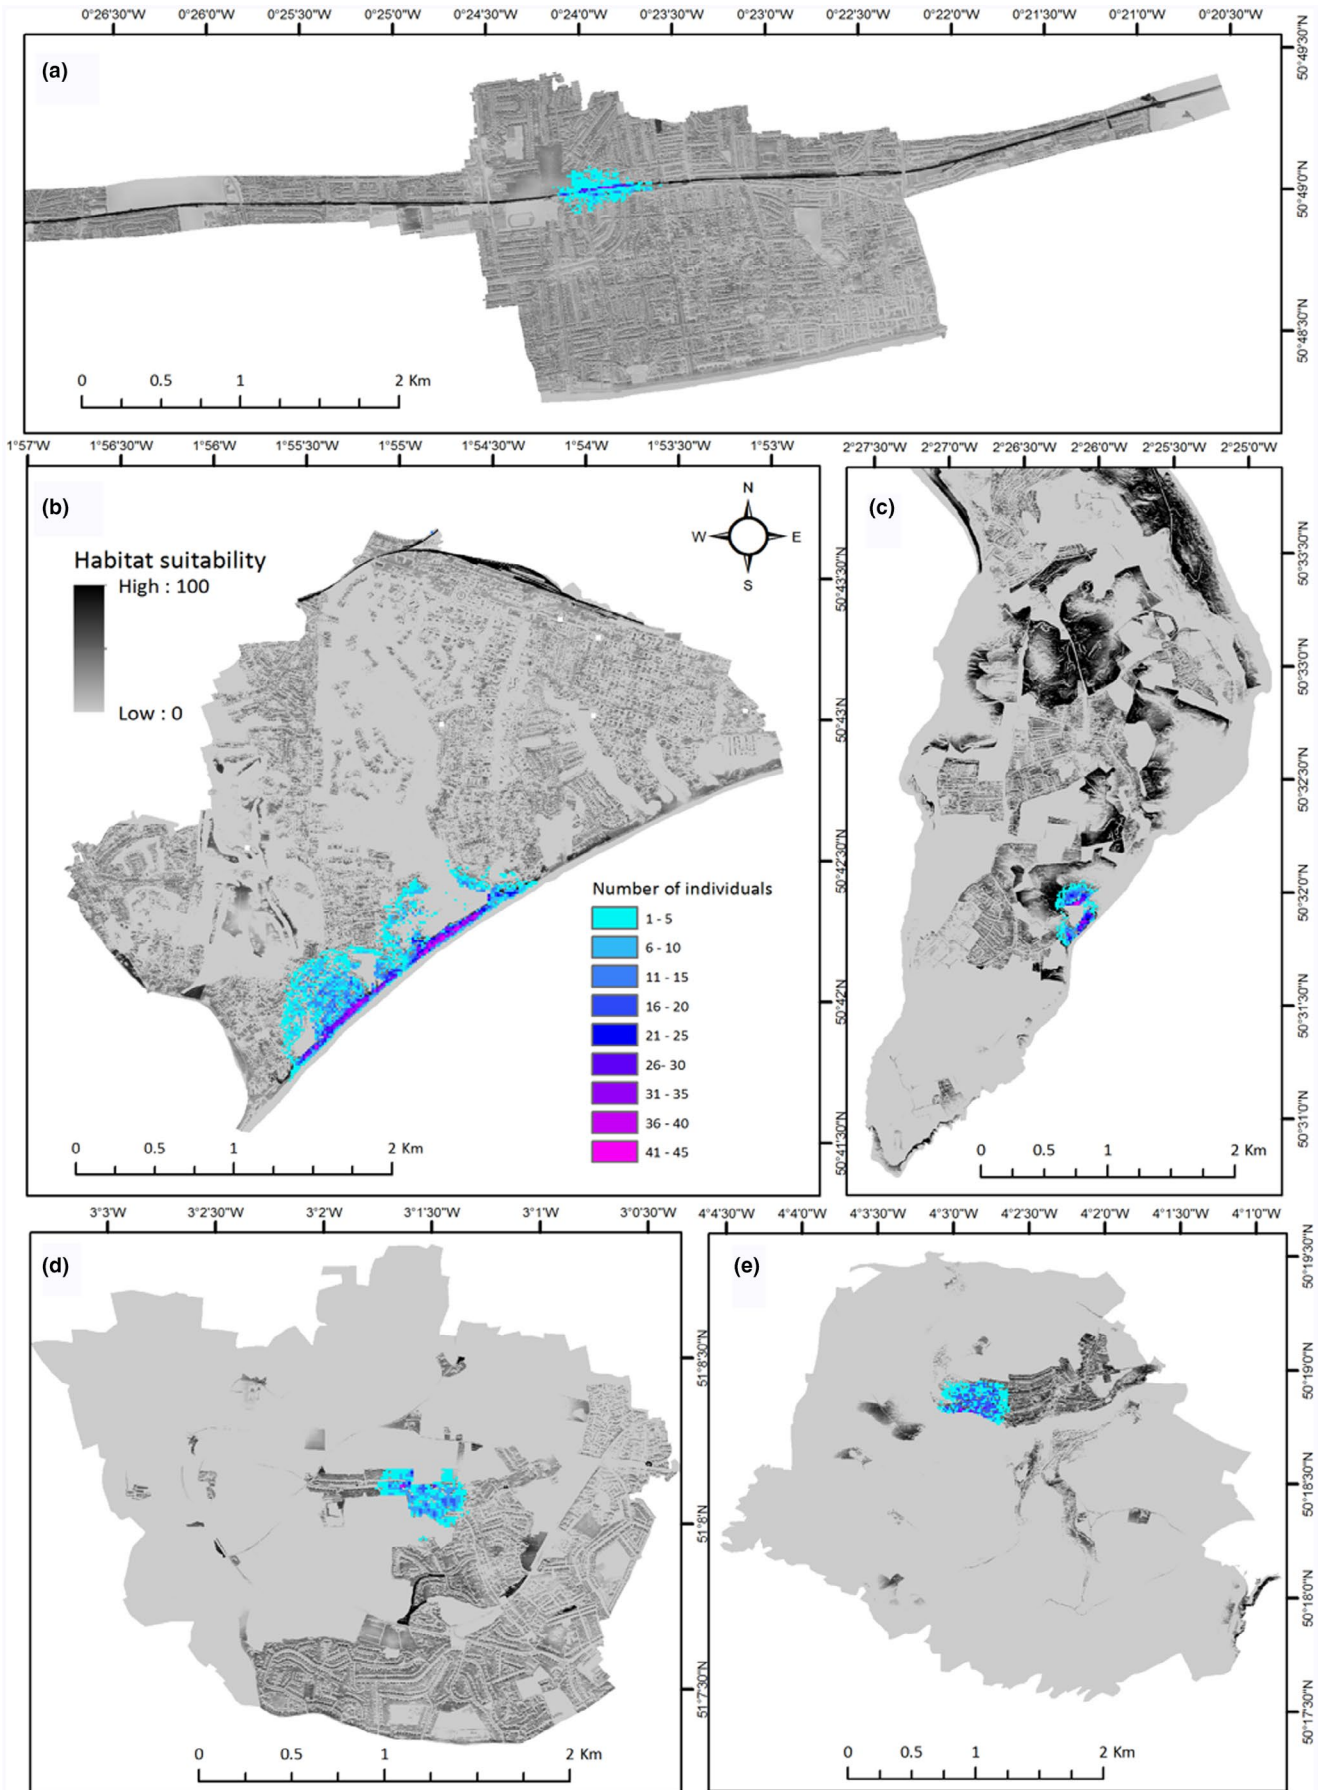 0°26'30"W 0°26'0"W 0°25'30"W 0°25'0"W 0°24'30"W 0°24'0"W 0°23'30"W 0°23'0"W 0°22'30"W 0°22'0"W 0°21'30"W 0°21'0"W 0°20'30"W
(a)
50°49'30"N
50°49'0"N
50°48'30"N
0 0.5 1 2 Km
1°57'W 1°56'30"W 1°56'0"W 1°55'30"W 1°55'0"W 1°54'30"W 1°54'0"W 1°53'30"W 1°53'W
(b)
N
W E
S
Habitat suitability
High : 100
Low : 0
50°43'30"N
50°43'0"N
50°42'30"N
50°42'0"N
50°41'30"N
Number of individuals
1 - 5
6 - 10
11 - 15
16 - 20
21 - 25
26- 30
31 - 35
36 - 40
41 - 45
0 0.5 1 2 Km
2°27'30"W 2°27'0"W 2°26'30"W 2°26'0"W 2°25'30"W 2°25'0"W
(c)
50°33'30"N
50°33'0"N
50°32'30"N
50°32'0"N
50°31'30"N
50°31'0"N
0 0.5 1 2 Km
3°3'W 3°2'30"W 3°2'W 3°1'30"W 3°1'W 3°0'30"W
(d)
51°8'30"N
51°8'N
51°7'30"N
0 0.5 1 2 Km
4°4'30"W 4°4'0"W 4°3'30"W 4°3'0"W 4°2'30"W 4°2'0"W 4°1'30"W 4°1'0"W
(e)
50°19'30"N
50°19'0"N
50°18'30"N
50°18'0"N
50°17'30"N
0 0.5 1 2 Km